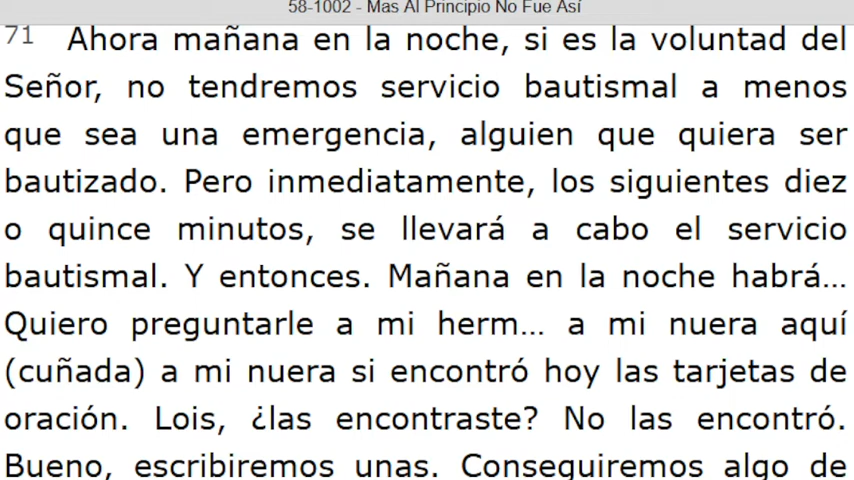 58-1002 - Mas Al Principio No Fue Así
71 Ahora mañana en la noche, si es la voluntad del
Señor, no tendremos servicio bautismal a menos
que sea una emergencia, alguien que quiera ser
bautizado. Pero inmediatamente, los siguientes diez
o quince minutos, se llevará a cabo el servicio
bautismal. Y entonces. Mañana en la noche habrá...
Quiero preguntarle a mi herm... a mi nuera aquí
(cuñada) a mi nuera si encontró hoy las tarjetas de
oración. Lois, ¿las encontraste? No las encontró.
Bueno, escribiremos unas. Conseguiremos algo de